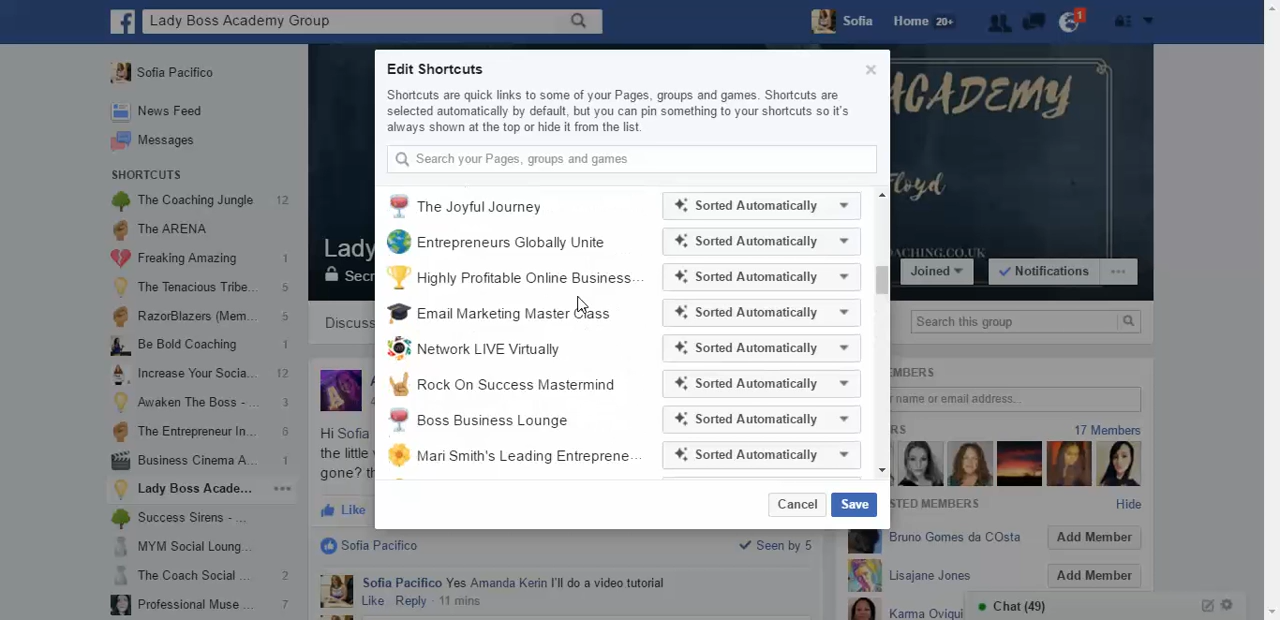 Lady Boss Academy Group
Sofia
Home 20+
1
Sofia Pacifico
News Feed
Messages
SHORTCUTS
The Coaching Jungle 12
The ARENA
Freaking Amazing 1
The Tenacious Tribe... 5
RazorBlazers (Mem... 5
Be Bold Coaching 1
Increase Your Socia... 12
Awaken The Boss - ... 3
The Entrepreneur In... 6
Business Cinema A... 1
Lady Boss Acade...
Success Sirens - ...
MYM Social Loung...
The Coach Social ... 2
Professional Muse ... 7
ACADEMY
Floyd
COACHING.CO.UK
Lady
Secr
Joined
Notifications
Discuss
Search this group
Edit Shortcuts
Shortcuts are quick links to some of your Pages, groups and games. Shortcuts are
selected automatically by default, but you can pin something to your shortcuts so it's
always shown at the top or hide it from the list.
Search your Pages, groups and games
The Joyful Journey Sorted Automatically
Entrepreneurs Globally Unite Sorted Automatically
Highly Profitable Online Business... Sorted Automatically
Email Marketing Master Class Sorted Automatically
Network LIVE Virtually Sorted Automatically
Rock On Success Mastermind Sorted Automatically
Boss Business Lounge Sorted Automatically
Mari Smith's Leading Entreprene... Sorted Automatically
Cancel Save
A
Hi Sofia
the little
gone? th
Like
Sofia Pacifico
Seen by 5
Sofia Pacifico Yes Amanda Kerin I'll do a video tutorial
Like · Reply · 11 mins
EMBERS
name or email address...
RS
17 Members
STED MEMBERS
Hide
Bruno Gomes da COsta
Add Member
Lisajane Jones
Add Member
Karma Oviqui
Chat (49)